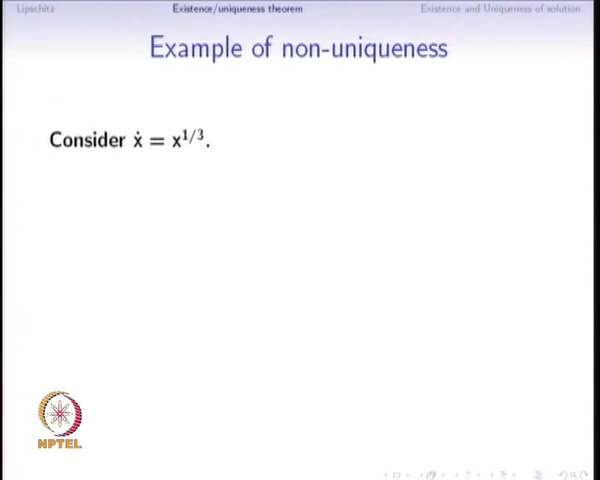 Lipschitz Existence/uniqueness theorem Existence and Uniqueness of solution
Example of non-uniqueness
Consider ẋ = x^{1/3}.
NPTEL